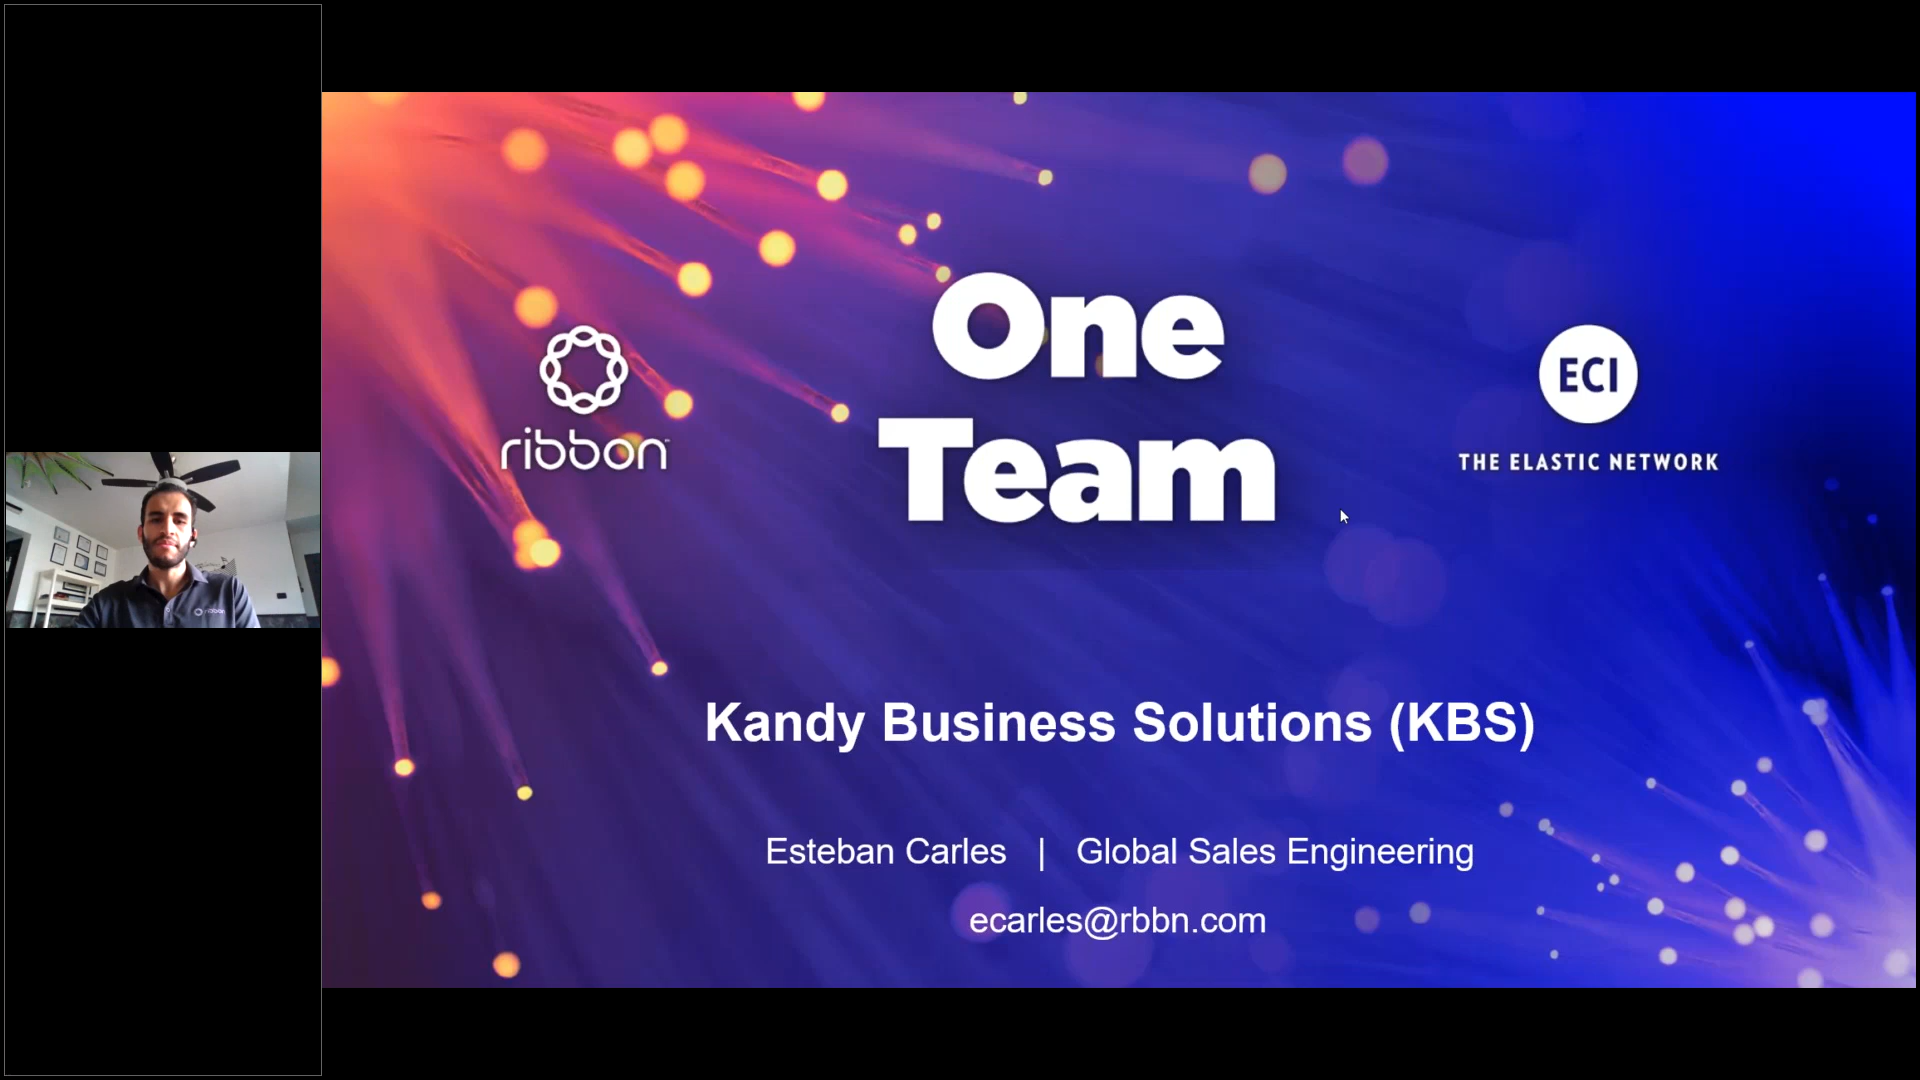 One
Team
ribbon
ECI
THE ELASTIC NETWORK
Kandy Business Solutions (KBS)
Esteban Carles | Global Sales Engineering
ecarles@rbbn.com
ribbon